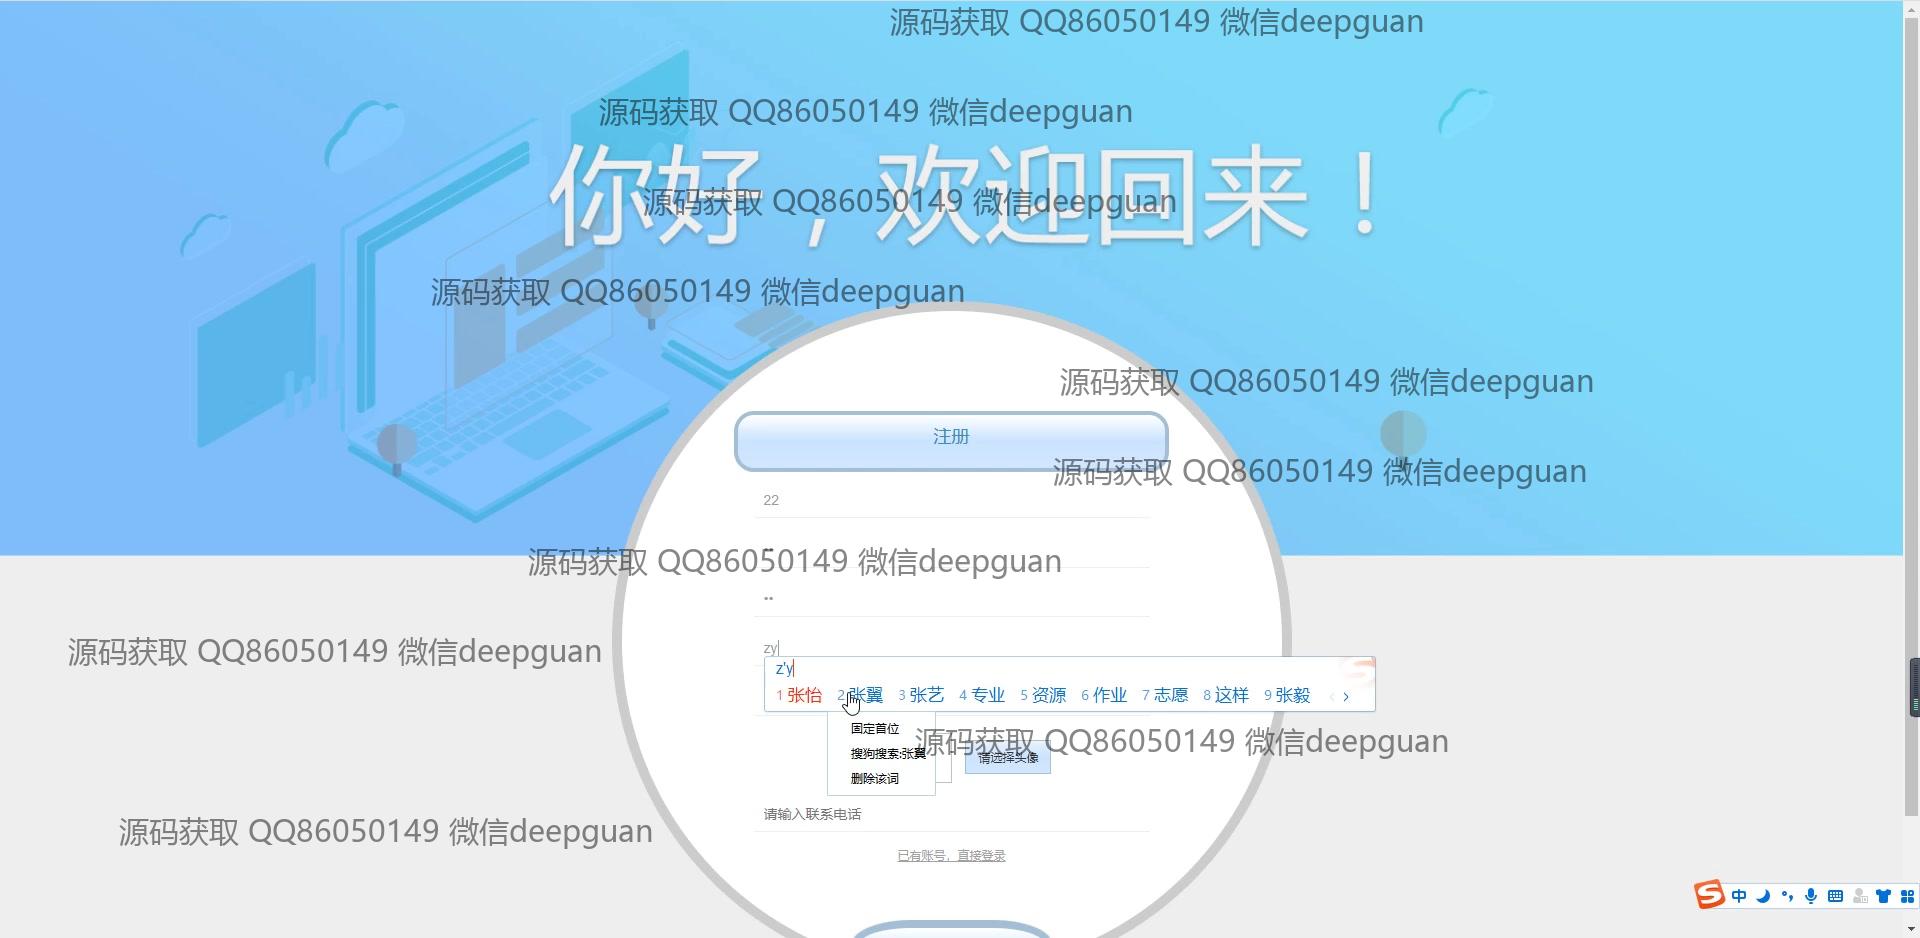 源码获取 QQ86050149 微信deepguan
源码获取 QQ86050149 微信deepguan
你好，欢迎回来！
源码获取 QQ86050149 微信deepguan
源码获取 QQ86050149 微信deepguan
源码获取 QQ86050149 微信deepguan
注册
源码获取 QQ86050149 微信deepguan
22
源码获取 QQ86050149 微信deepguan
zy
源码获取 QQ86050149 微信deepguan
z'y
1 张怡 2 张翼 3 张艺 4 专业 5 资源 6 作业 7 志愿 8 这样 9 张毅
固定首位
源码获取 QQ86050149 微信deepguan
搜狗搜索:张翼
请选择头像
删除该词
请输入联系电话
源码获取 QQ86050149 微信deepguan
已有账号，直接登录
中